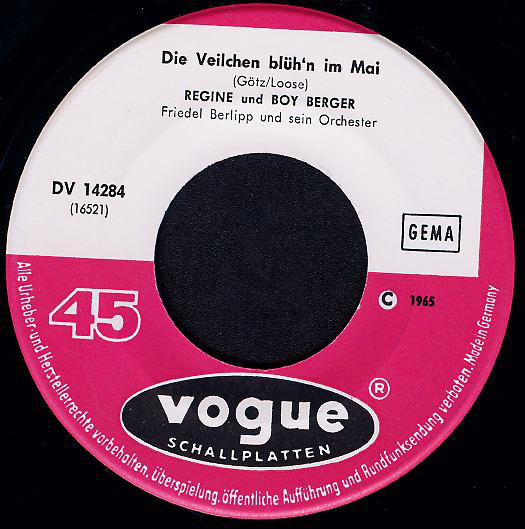 Die Veilchen blüh'n im Mai
(Götz/Loose)
REGINE und BOY BERGER
Friedel Berlipp und sein Orchester
DV 14284
(16521)
GEMA
45
C 1965
®
vogue
SCHALLPLATTEN
Alle Urheber- und Herstellerrechte vorbehalten. Überspielung, öffentliche Aufführung und Rundfunksendung verboten. Made in Germany